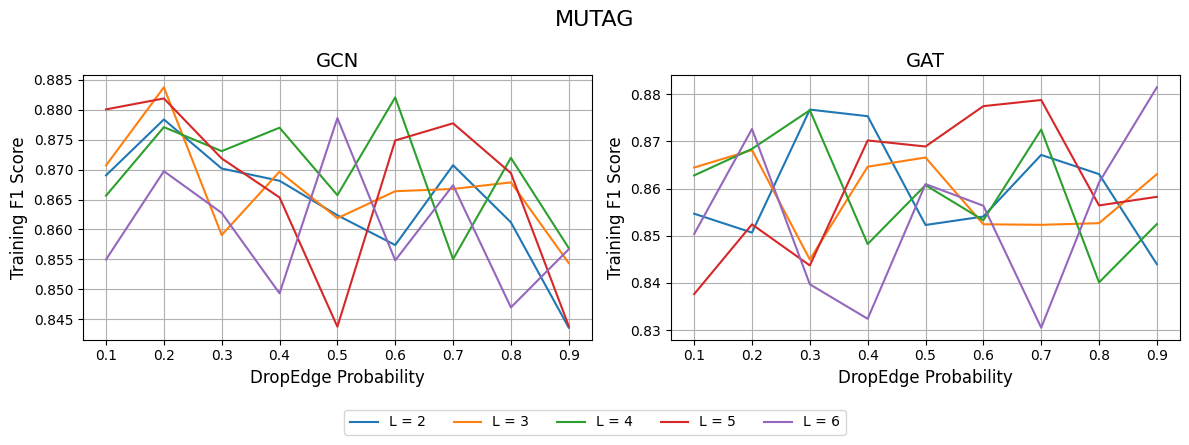 MUTAG
GCN
Training F1 Score
0.885
0.880
0.875
0.870
0.865
0.860
0.855
0.850
0.845
0.1 0.2 0.3 0.4 0.5 0.6 0.7 0.8 0.9
DropEdge Probability
GAT
Training F1 Score
0.88
0.87
0.86
0.85
0.84
0.83
0.1 0.2 0.3 0.4 0.5 0.6 0.7 0.8 0.9
DropEdge Probability
L = 2 L = 3 L = 4 L = 5 L = 6